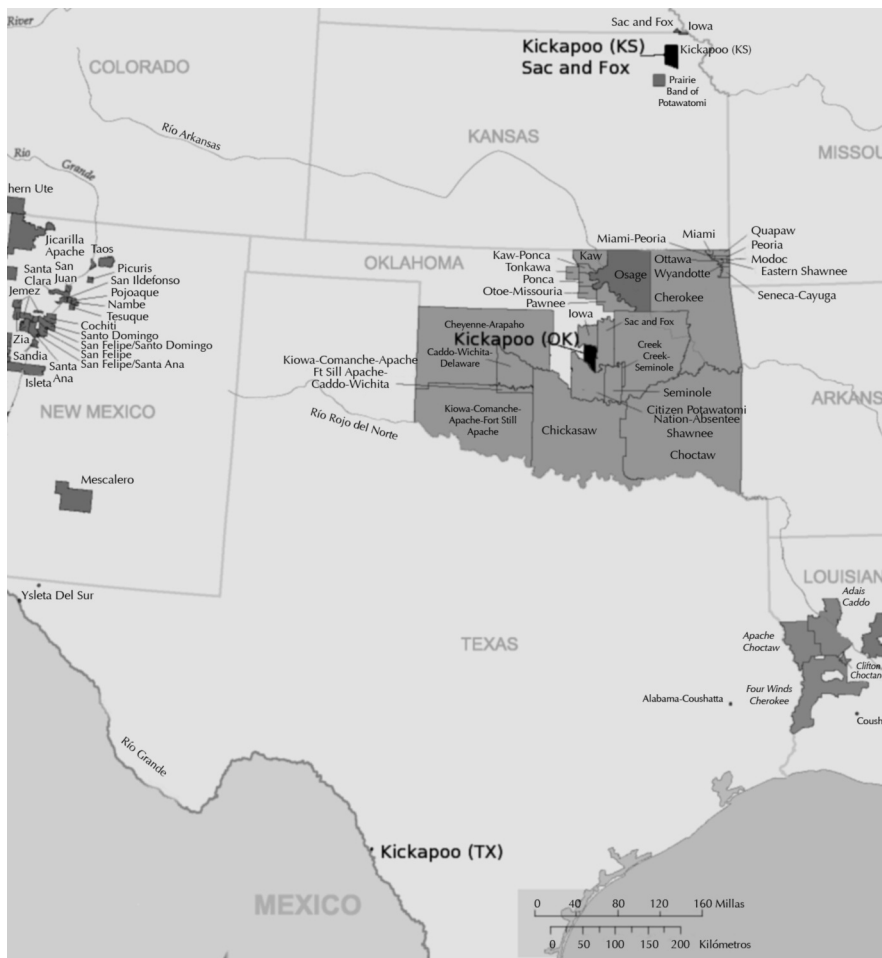 River
COLORADO
Río Arkansas
Río
Grande
hern Ute
Jicarilla
Apache
Taos
Santa
Clara
San
Juan
Picuris
San Ildefonso
Pojoaque
Nambe
Tesuque
Jemez
Cochiti
Santo Domingo
San Felipe/Santo Domingo
San Felipe
San Felipe/Santa Ana
Zia
Sandia
Santa
Ana
Isleta
NEW MEXICO
Mescalero
Ysleta Del Sur
Sac and Fox
Iowa
Kickapoo (KS)
Sac and Fox
Kickapoo (KS)
Prairie
Band of
Potawatomi
KANSAS
MISSOU
OKLAHOMA
Miami-Peoria
Miami
Quapaw
Peoria
Modoc
Eastern Shawnee
Seneca-Cayuga
Ottawa
Wyandotte
Kaw-Ponca
Tonkawa
Ponca
Otoe-Missouria
Pawnee
Kaw
Osage
Cherokee
Iowa
Sac and Fox
Cheyenne-Arapaho
Kickapoo (OK)
Caddo-Wichita-
Delaware
Creek
Creek-
Seminole
Kiowa-Comanche-Apache
Ft Sill Apache-
Caddo-Wichita
Seminole
Citizen Potawatomi
Nation-Absentee
Shawnee
Kiowa-Comanche-
Apache-Fort Still
Apache
Chickasaw
Choctaw
Río Rojo del Norte
ARKANS
TEXAS
LOUISIAN
Adais
Caddo
Apache
Choctaw
Clifton
Choctan
Four Winds
Cherokee
Alabama-Coushatta
Coush
Río Grande
Kickapoo (TX)
MEXICO
0 40 80 120 160 Millas
0 50 100 150 200 Kilómetros